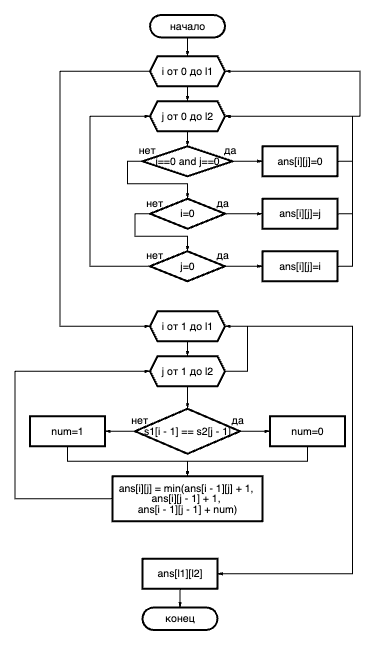 начало
i от 0 до l1
j от 0 до l2
нет
да
i==0 and j==0
ans[i][j]=0
нет
да
i=0
ans[i][j]=j
нет
да
j=0
ans[i][j]=i
i от 1 до l1
j от 1 до l2
нет
да
num=1
s1[i - 1] == s2[j - 1]
num=0
ans[i][j] = min(ans[i - 1][j] + 1,
ans[i][j - 1] + 1,
ans[i - 1][j - 1] + num)
ans[l1][l2]
конец